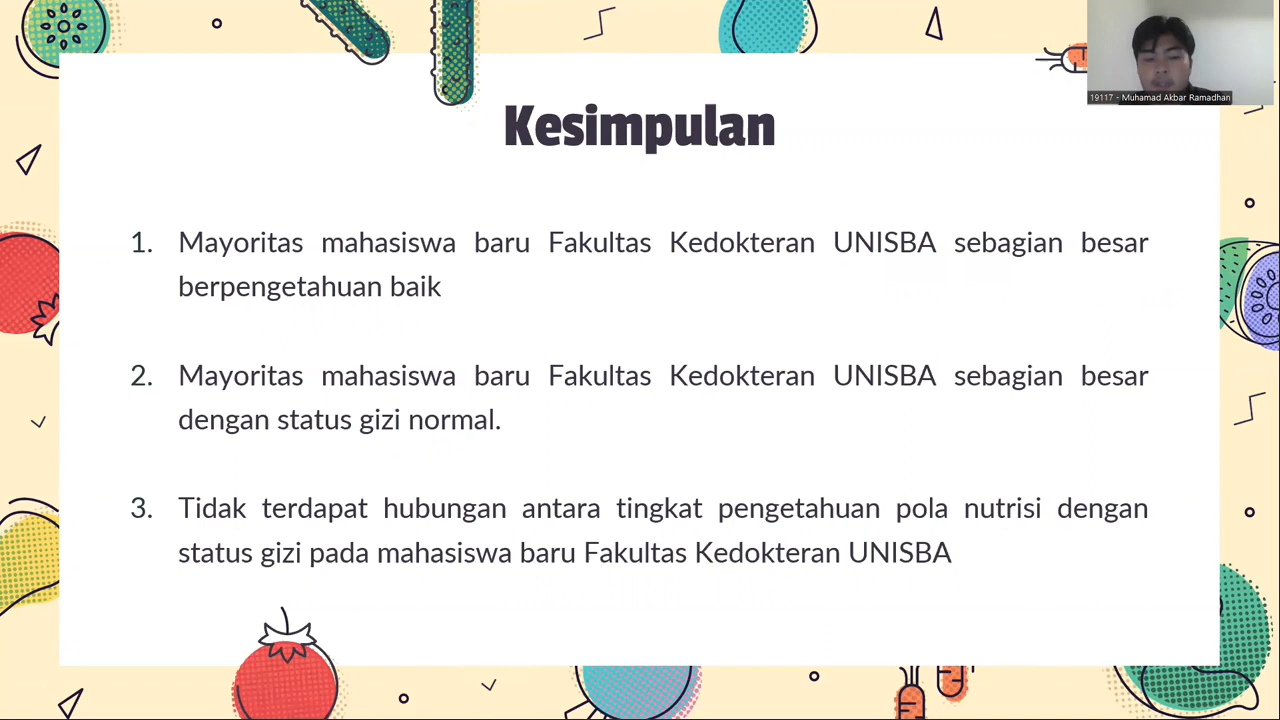 Kesimpulan
19117 - Muhamad Akbar Ramadhan
1. Mayoritas mahasiswa baru Fakultas Kedokteran UNISBA sebagian besar
berpengetahuan baik
2. Mayoritas mahasiswa baru Fakultas Kedokteran UNISBA sebagian besar
dengan status gizi normal.
3. Tidak terdapat hubungan antara tingkat pengetahuan pola nutrisi dengan
status gizi pada mahasiswa baru Fakultas Kedokteran UNISBA